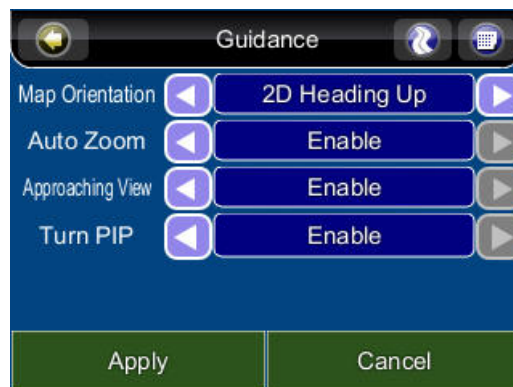 Guidance
Map Orientation 2D Heading Up
Auto Zoom Enable
Approaching View Enable
Turn PIP Enable
Apply Cancel